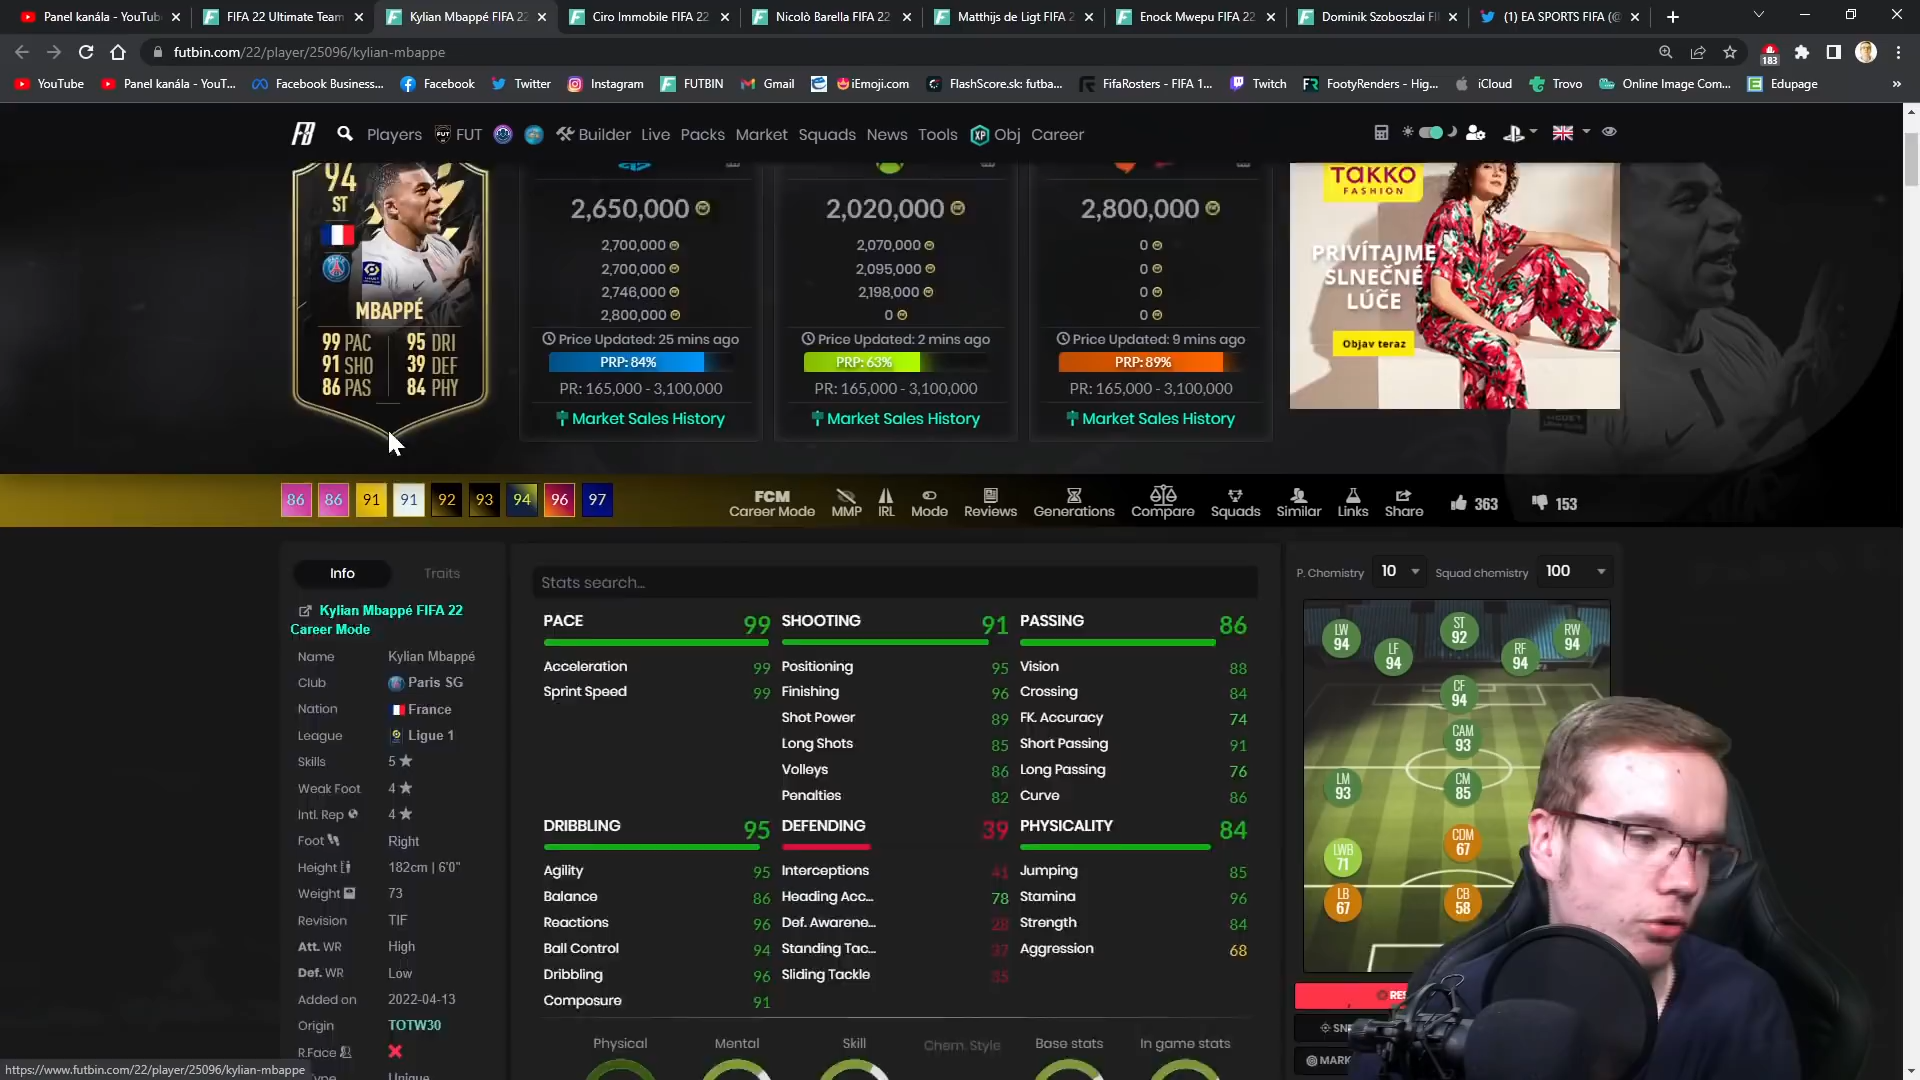 Panel kanála - YouTub
FIFA 22 Ultimate Team
Kylian Mbappé FIFA 22
Ciro Immobile FIFA 22
Nicolò Barella FIFA 22
Matthijs de Ligt FIFA 2
Enock Mwepu FIFA 22
Dominik Szoboszlai FI
(1) EA SPORTS FIFA (@
futbin.com/22/player/25096/kylian-mbappe
183
YouTube
Panel kanála - YouT...
Facebook Business...
Facebook
Twitter
Instagram
FUTBIN
Gmail
iEmoji.com
FlashScore.sk: futba...
FifaRosters - FIFA 1...
Twitch
FootyRenders - Hig...
iCloud
Trovo
Online Image Com...
Edupage
Players
FUT
Builder
Live
Packs
Market
Squads
News
Tools
XP Obj
Career
94
ST
MBAPPÉ
99 PAC 95 DRI
91 SHO 39 DEF
86 PAS 84 PHY
2,650,000
2,700,000
2,700,000
2,746,000
2,800,000
Price Updated: 25 mins ago
PRP: 84%
PR: 165,000 - 3,100,000
Market Sales History
2,020,000
2,070,000
2,095,000
2,198,000
0
Price Updated: 2 mins ago
PRP: 63%
PR: 165,000 - 3,100,000
Market Sales History
2,800,000
0
0
0
0
Price Updated: 9 mins ago
PRP: 89%
PR: 165,000 - 3,100,000
Market Sales History
TAKKO
FASHION
PRIVÍTAJME
SLNEČNÉ
LÚČE
Objav teraz
86 86 91 91 92 93 94 96 97
FCM
Career Mode
MMP
IRL
Mode
Reviews
Generations
Compare
Squads
Similar
Links
Share
363
153
Info
Traits
Kylian Mbappé FIFA 22
Career Mode
Name Kylian Mbappé
Club Paris SG
Nation France
League Ligue 1
Skills 5
Weak Foot 4
Intl. Rep 4
Foot Right
Height 182cm | 6'0"
Weight 73
Revision TIF
Att. WR High
Def. WR Low
Added on 2022-04-13
Origin TOTW30
R.Face
Unique
Stats search...
PACE 99
Acceleration 99
Sprint Speed 99
SHOOTING 91
Positioning 95
Finishing 96
Shot Power 89
Long Shots 85
Volleys 86
Penalties 82
PASSING 86
Vision 88
Crossing 84
FK. Accuracy 74
Short Passing 91
Long Passing 76
Curve 86
DRIBBLING 95
Agility 95
Balance 86
Reactions 96
Ball Control 94
Dribbling 96
Composure 91
DEFENDING 39
Interceptions 41
Heading Acc... 78
Def. Awarene... 28
Standing Tac... 37
Sliding Tackle 35
PHYSICALITY 84
Jumping 85
Stamina 96
Strength 84
Aggression 68
Physical
Mental
Skill
Chem. Style
Base stats
In game stats
P. Chemistry 10
Squad chemistry 100
LW
94
LF
94
ST
92
RF
94
RW
94
CF
94
CAM
93
LM
93
CM
85
CDM
67
LWB
71
LB
67
CB
58
https://www.futbin.com/22/player/25096/kylian-mbappe